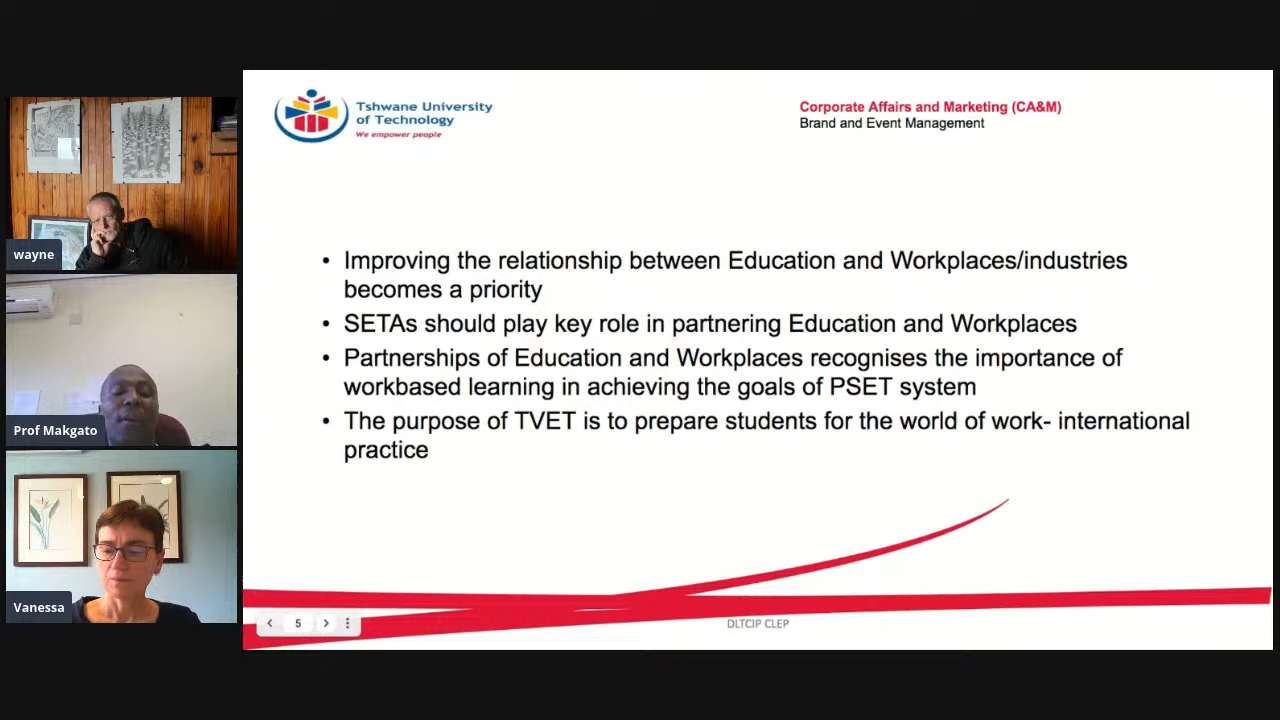 Tshwane University
of Technology
We empower people
Corporate Affairs and Marketing (CA&M)
Brand and Event Management
wayne
Prof Makgato
Vanessa
• Improving the relationship between Education and Workplaces/industries
becomes a priority
• SETAs should play key role in partnering Education and Workplaces
• Partnerships of Education and Workplaces recognises the importance of
workbased learning in achieving the goals of PSET system
• The purpose of TVET is to prepare students for the world of work- international
practice
5
DLTCIP CLEP